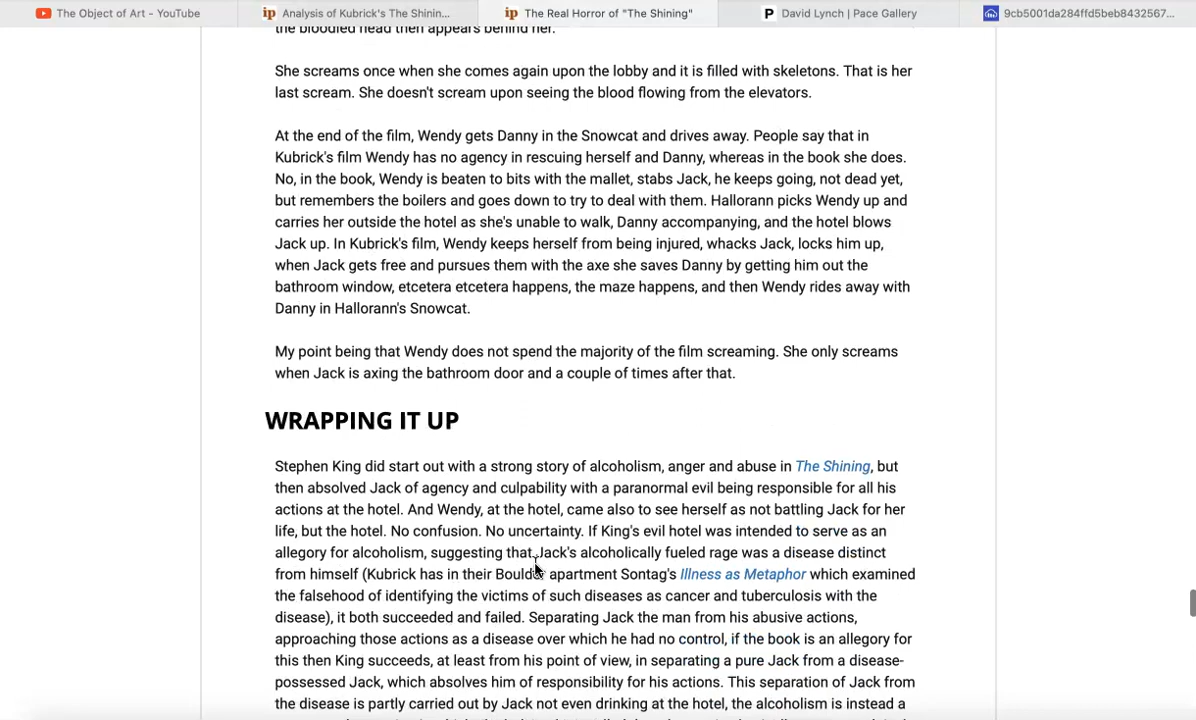 The Object of Art - YouTube
ip Analysis of Kubrick's The Shinin...
ip The Real Horror of "The Shining"
P David Lynch | Pace Gallery
9cb5001da284ffd5beb8432567...
the bloodied head then appears behind her.
She screams once when she comes again upon the lobby and it is filled with skeletons. That is her
last scream. She doesn't scream upon seeing the blood flowing from the elevators.
At the end of the film, Wendy gets Danny in the Snowcat and drives away. People say that in
Kubrick's film Wendy has no agency in rescuing herself and Danny, whereas in the book she does.
No, in the book, Wendy is beaten to bits with the mallet, stabs Jack, he keeps going, not dead yet,
but remembers the boilers and goes down to try to deal with them. Hallorann picks Wendy up and
carries her outside the hotel as she's unable to walk, Danny accompanying, and the hotel blows
Jack up. In Kubrick's film, Wendy keeps herself from being injured, whacks Jack, locks him up,
when Jack gets free and pursues them with the axe she saves Danny by getting him out the
bathroom window, etcetera etcetera happens, the maze happens, and then Wendy rides away with
Danny in Hallorann's Snowcat.
My point being that Wendy does not spend the majority of the film screaming. She only screams
when Jack is axing the bathroom door and a couple of times after that.
WRAPPING IT UP
Stephen King did start out with a strong story of alcoholism, anger and abuse in The Shining, but
then absolved Jack of agency and culpability with a paranormal evil being responsible for all his
actions at the hotel. And Wendy, at the hotel, came also to see herself as not battling Jack for her
life, but the hotel. No confusion. No uncertainty. If King's evil hotel was intended to serve as an
allegory for alcoholism, suggesting that Jack's alcoholically fueled rage was a disease distinct
from himself (Kubrick has in their Boulder apartment Sontag's Illness as Metaphor which examined
the falsehood of identifying the victims of such diseases as cancer and tuberculosis with the
disease), it both succeeded and failed. Separating Jack the man from his abusive actions,
approaching those actions as a disease over which he had no control, if the book is an allegory for
this then King succeeds, at least from his point of view, in separating a pure Jack from a disease-
possessed Jack, which absolves him of responsibility for his actions. This separation of Jack from
the disease is partly carried out by Jack not even drinking at the hotel, the alcoholism is instead a